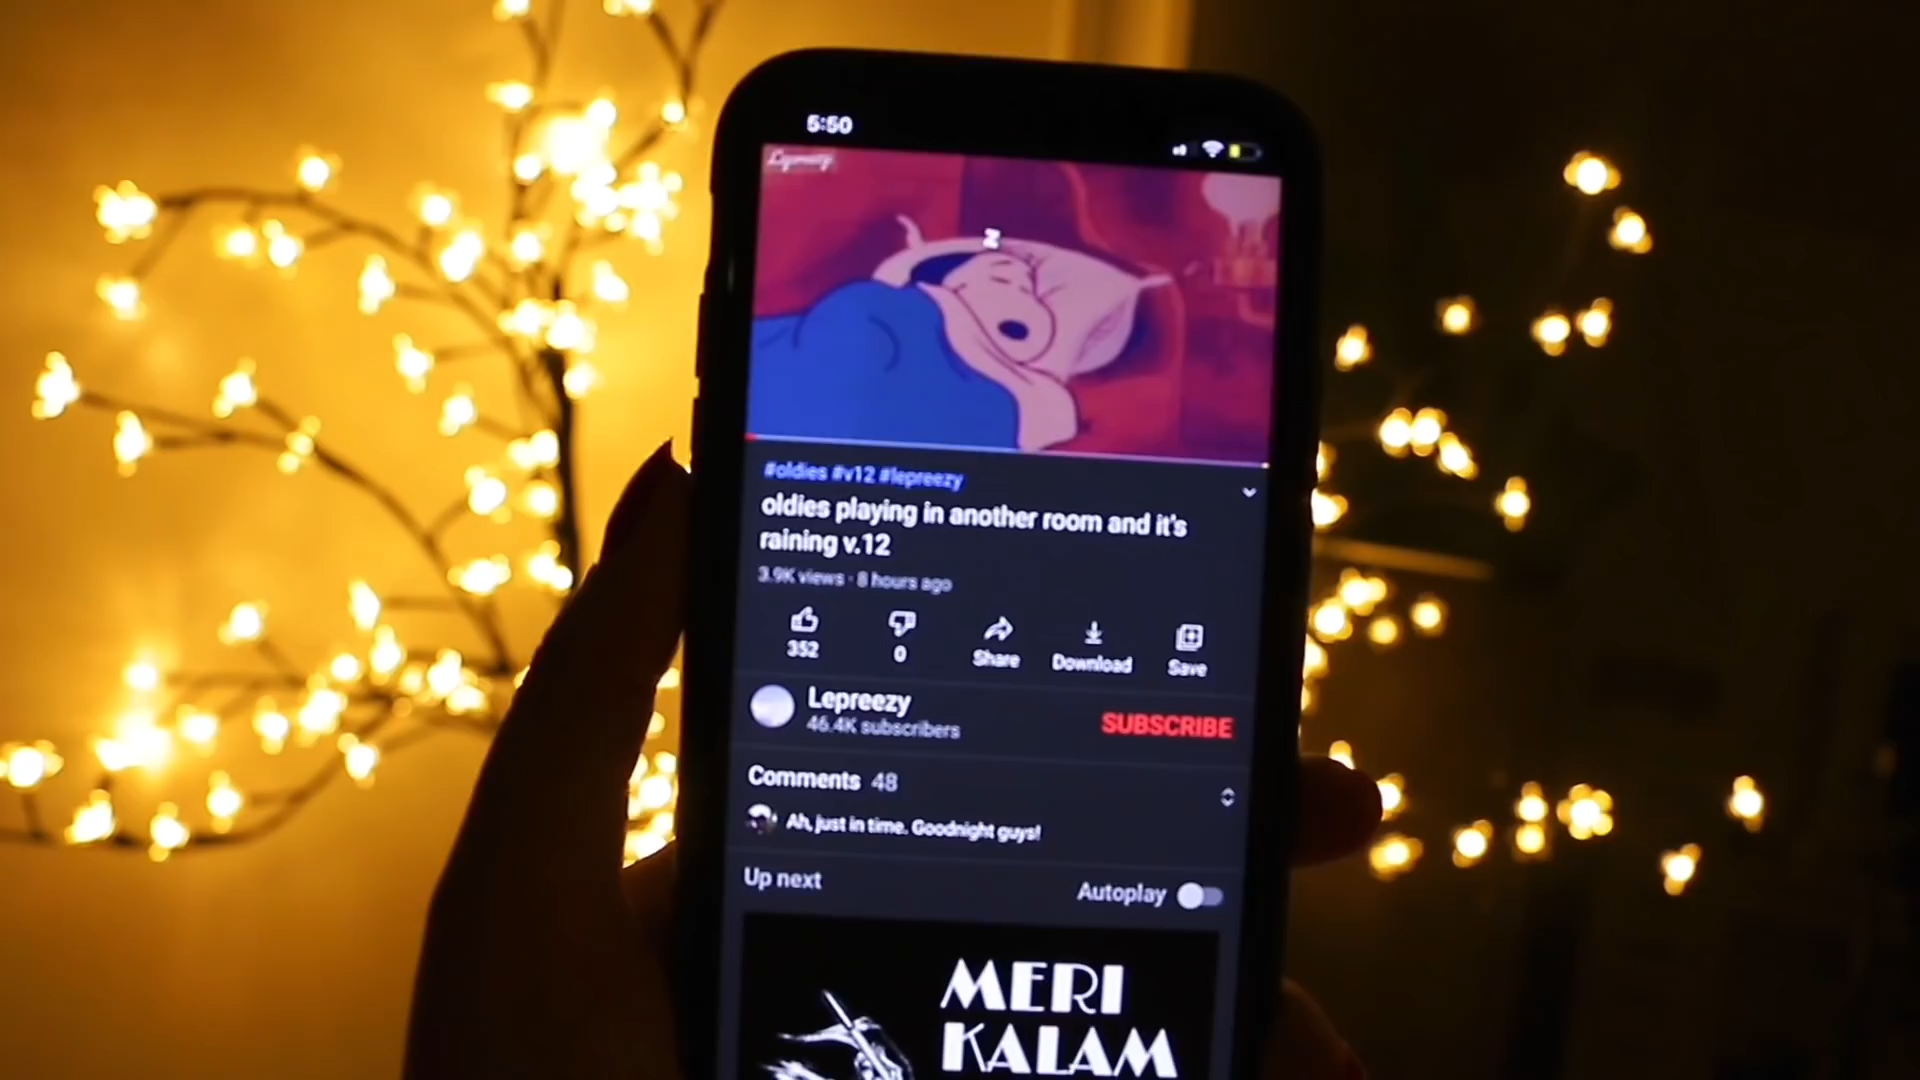 5:50
Lepreezy
z
#oldies #v12 #lepreezy
oldies playing in another room and it's
raining v.12
3.9K views · 8 hours ago
352
0
Share
Download
Save
Lepreezy
46.4K subscribers
SUBSCRIBE
Comments 48
Ah, just in time. Goodnight guys!
Up next
Autoplay
MERI
KALAM